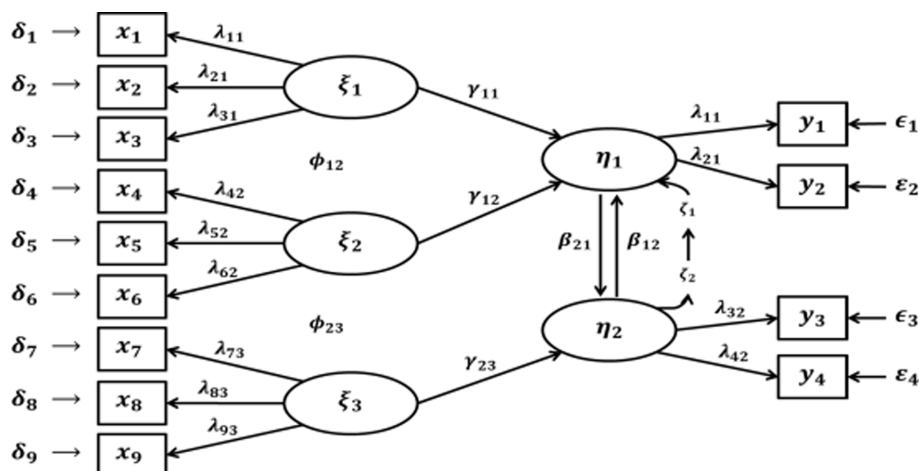 δ₁ → x₁ λ₁₁
δ₂ → x₂ λ₂₁ ξ₁ γ₁₁
δ₃ → x₃ λ₃₁ λ₁₁ y₁ ϵ₁
ϕ₁₂ η₁ λ₂₁
δ₄ → x₄ λ₄₂ γ₁₂ y₂ ε₂
ζ₁
δ₅ → x₅ λ₅₂ ξ₂ β₂₁ β₁₂
δ₆ → x₆ λ₆₂ ζ₂
ϕ₂₃ λ₃₂ y₃ ϵ₃
δ₇ → x₇ λ₇₃ γ₂₃ η₂ λ₄₂
y₄ ε₄
δ₈ → x₈ λ₈₃ ξ₃
δ₉ → x₉ λ₉₃